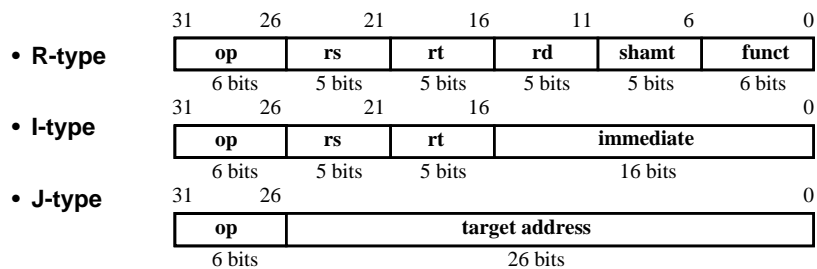 31 26 21 16 11 6 0
• R-type op rs rt rd shamt funct
6 bits 5 bits 5 bits 5 bits 5 bits 6 bits
31 26 21 16 0
• I-type op rs rt immediate
6 bits 5 bits 5 bits 16 bits
31 26 0
• J-type op target address
6 bits 26 bits